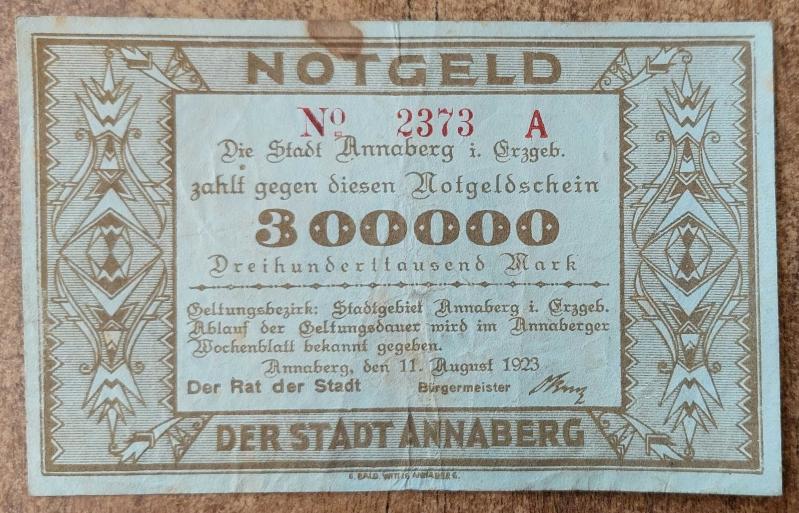 NOTGELD
No 2373 A
Die Stadt Annaberg i. Erzgeb.
zahlt gegen diesen Notgeldschein
300000
Dreihunderttausend Mark
Geltungsbezirk: Stadtgebiet Annaberg i. Erzgeb.
Ablauf der Geltungsdauer wird im Annaberger
Wochenblatt bekannt gegeben.
Annaberg, den 11. August 1923
Der Rat der Stadt Bürgermeister
DER STADT ANNABERG
WITTIG ANNABERG.